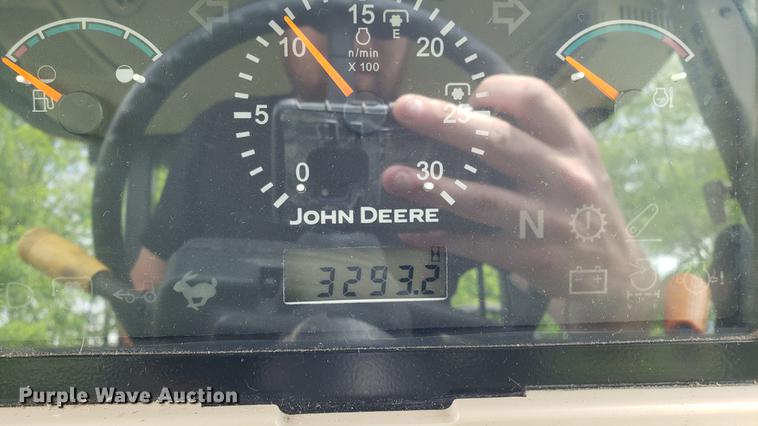 15
E
10
20
n/min
X 100
5
25
0
30
JOHN DEERE
N
3293.2
Purple Wave Auction